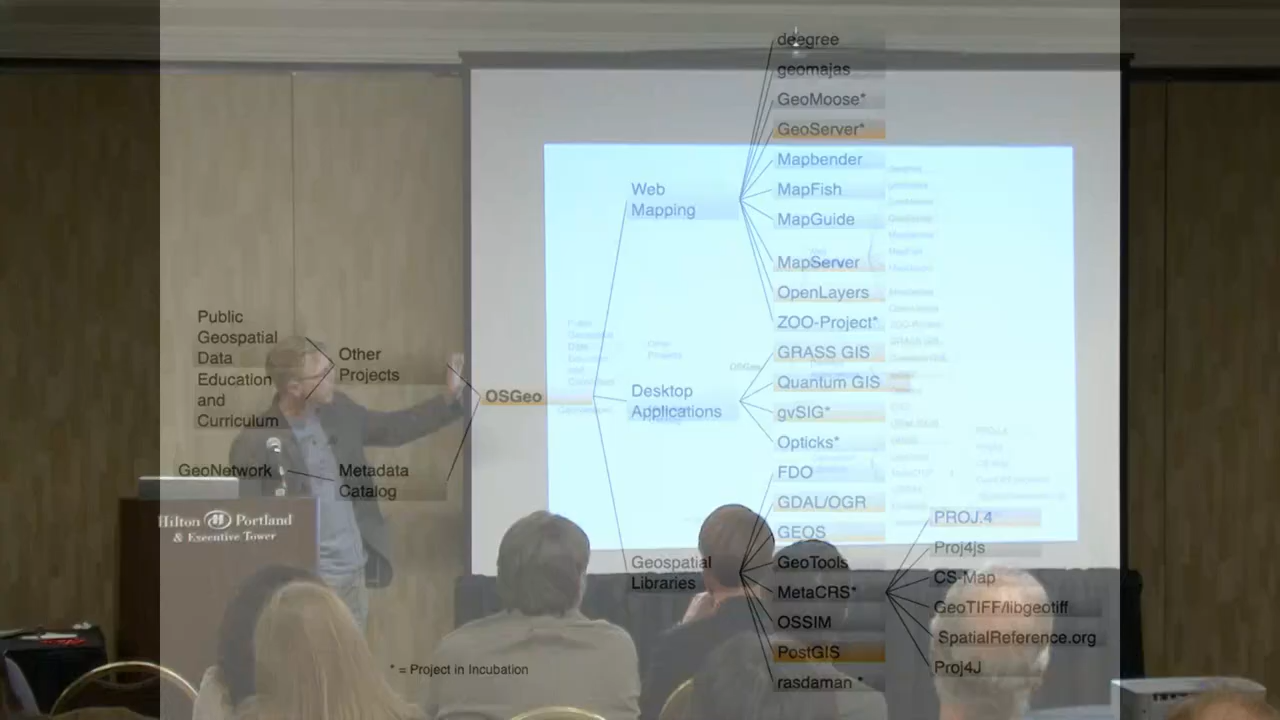 deegree
geomajas
GeoMoose*
GeoServer*
Mapbender
MapFish
MapGuide
MapServer
OpenLayers
ZOO-Project*
Web
Mapping
GRASS GIS
Quantum GIS
gvSIG*
Opticks*
Desktop
Applications
FDO
GDAL/OGR
GEOS
GeoTools
MetaCRS*
OSSIM
PostGIS
rasdaman *
Geospatial
Libraries
PROJ.4
Proj4js
CS-Map
GeoTIFF/libgeotiff
SpatialReference.org
Proj4J
OSGeo
Public
Geospatial
Data
Education
and
Curriculum
Other
Projects
GeoNetwork
Metadata
Catalog
* = Project in Incubation
Hilton Portland
& Executive Tower